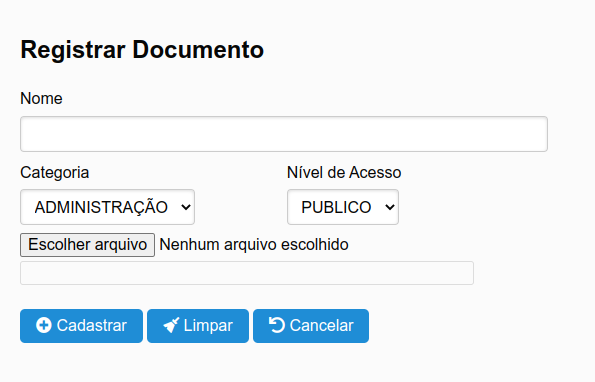 Registrar Documento
Nome
Categoria Nível de Acesso
ADMINISTRAÇÃO PUBLICO
Escolher arquivo Nenhum arquivo escolhido
Cadastrar Limpar Cancelar